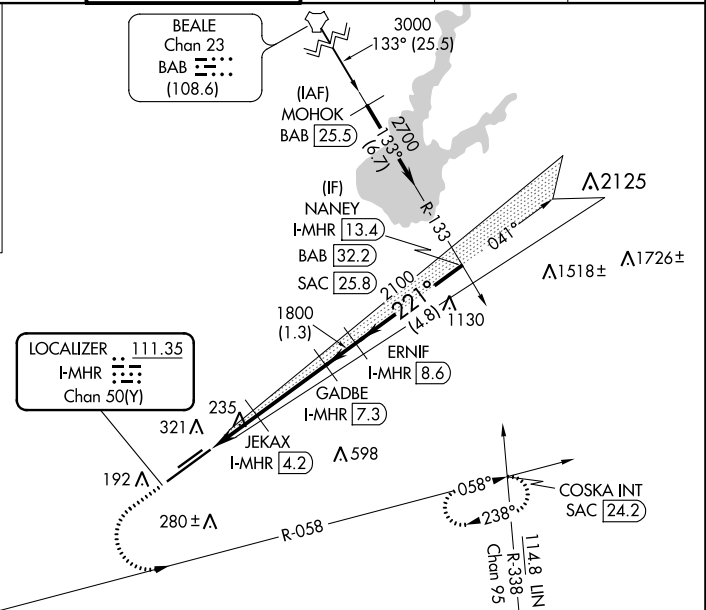 BEALE
Chan 23
BAB
(108.6)
3000
133° (25.5)
(IAF)
MOHOK
BAB 25.5
2700
133°
(6.7)
(IF)
NANEY
I-MHR 13.4
BAB 32.2
SAC 25.8
R-133
041°
2125
1518 ±
1726 ±
2100
221°
(4.8)
1130
1800
(1.3)
ERNIF
I-MHR 8.6
GADBE
I-MHR 7.3
LOCALIZER 111.35
I-MHR
Chan 50(Y)
235
321
JEKAX
I-MHR 4.2
598
192
280 ±
R-058
058°
238°
COSKA INT
SAC 24.2
114.8 LIN
R-338
Chan 95